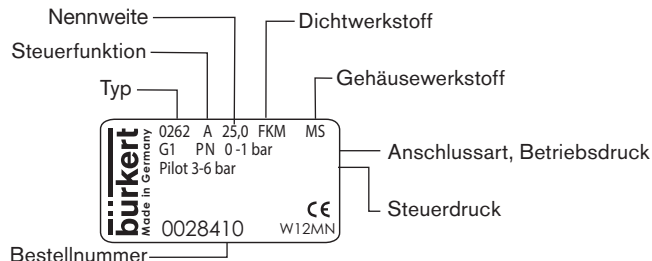 Nennweite
Dichtwerkstoff
Steuerfunktion
Gehäusewerkstoff
Typ
bürkert
Made in Germany
0262 A 25,0 FKM MS
G1 PN 0 -1 bar
Pilot 3-6 bar
Anschlussart, Betriebsdruck
Steuerdruck
CE
0028410 W12MN
Bestellnummer